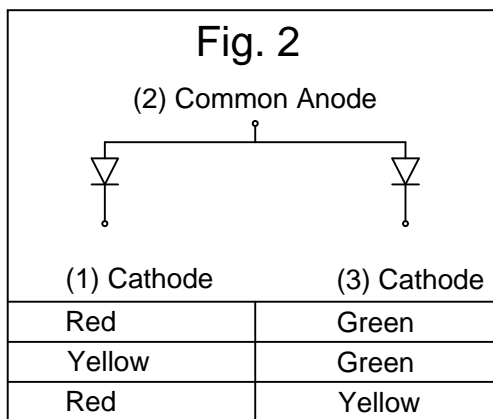 Fig. 2
(2) Common Anode
(1) Cathode (3) Cathode
Red Green
Yellow Green
Red Yellow